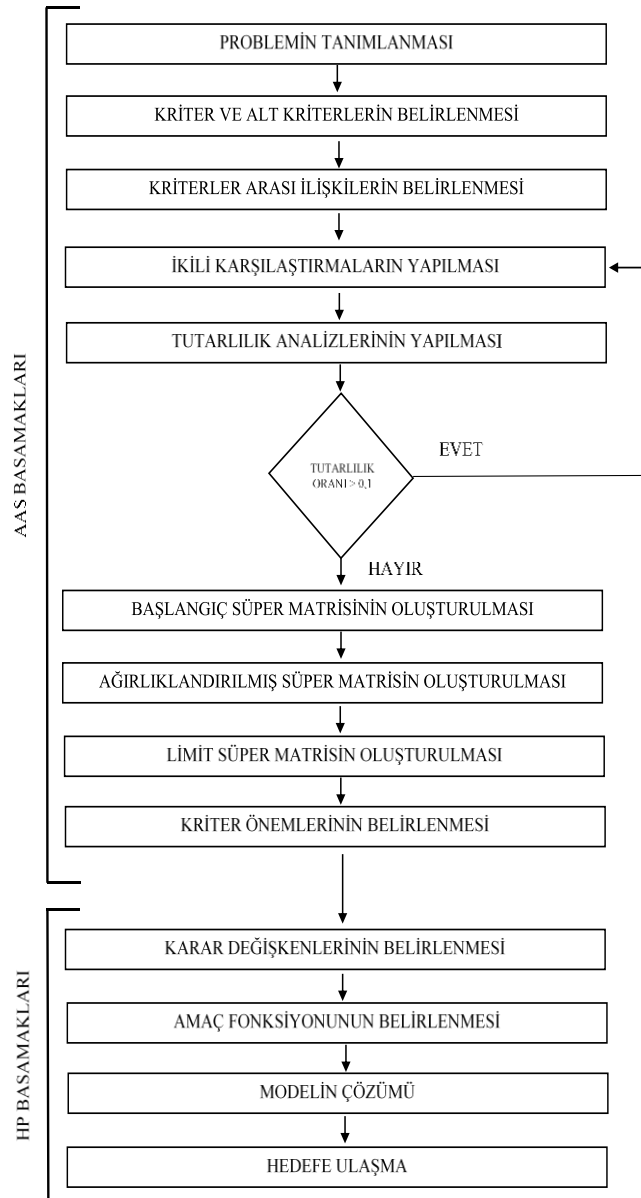 AAS BASAMAKLARI
PROBLEMİN TANIMLANMASI
KRİTER VE ALT KRİTERLERİN BELİRLENMESİ
KRİTERLER ARASI İLİŞKİLERİN BELİRLENMESİ
İKİLİ KARŞILAŞTIRMALARIN YAPILMASI
TUTARLILIK ANALİZLERİNİN YAPILMASI
TUTARLILIK
ORANI > 0,1
EVET
HAYIR
BAŞLANGIÇ SÜPER MATRİSİNİN OLUŞTURULMASI
AĞIRLIKLANDIRILMIŞ SÜPER MATRİSİN OLUŞTURULMASI
LİMİT SÜPER MATRİSİN OLUŞTURULMASI
KRİTER ÖNEMLERİNİN BELİRLENMESİ
HP BASAMAKLARI
KARAR DEĞİŞKENLERİNİN BELİRLENMESİ
AMAÇ FONKSİYONUNUN BELİRLENMESİ
MODELİN ÇÖZÜMÜ
HEDEFE ULAŞMA